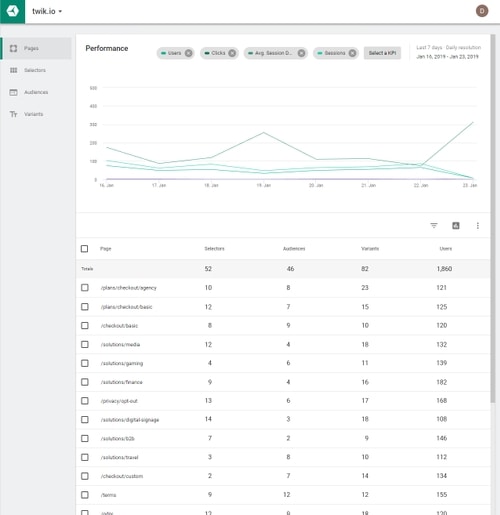 twik.io
D
Pages
Selectors
Audiences
Variants
Performance
Users
Clicks
Avg. Session D...
Sessions
Select a KPI
Last 7 days · Daily resolution
Jan 16, 2019 - Jan 23, 2019
500
400
300
200
100
0
16. Jan 17. Jan 18. Jan 19. Jan 20. Jan 21. Jan 22. Jan 23. Jan
Page Selectors Audiences Variants Users
Totals 52 46 82 1,860
/plans/checkout/agency 10 8 23 121
/plans/checkout/basic 12 7 15 125
/checkout/basic 8 9 10 120
/solutions/media 12 4 18 132
/solutions/gaming 4 6 11 139
/solutions/finance 9 4 16 182
/privacy/opt-out 13 6 17 168
/solutions/digital-signage 14 3 18 108
/solutions/b2b 7 2 9 146
/solutions/travel 3 8 10 112
/checkout/custom 2 7 14 134
/terms 9 12 12 155